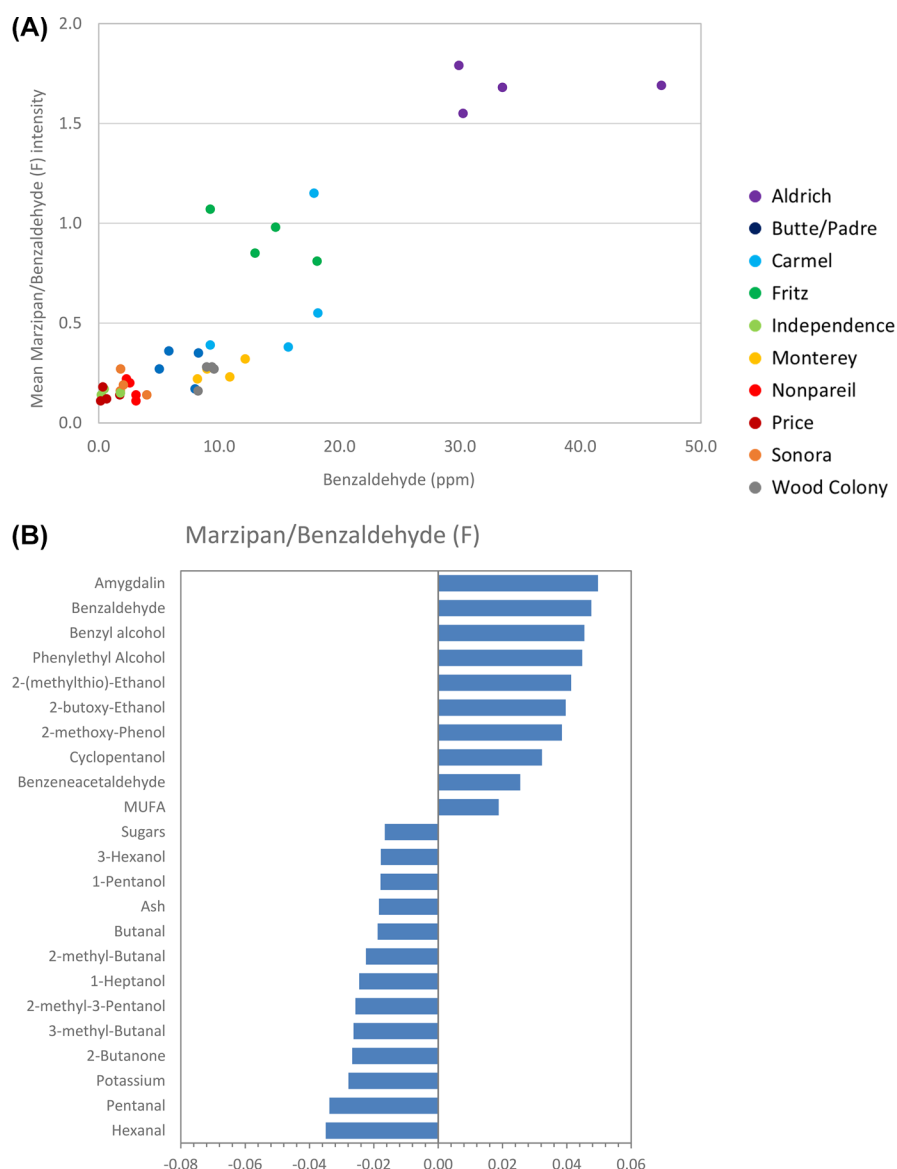 (A)
2.0
1.5
1.0
0.5
0.0
Mean Marzipan/Benzaldehyde (F) intensity
0.0 10.0 20.0 30.0 40.0 50.0
Benzaldehyde (ppm)
Aldrich
Butte/Padre
Carmel
Fritz
Independence
Monterey
Nonpareil
Price
Sonora
Wood Colony
(B)
Marzipan/Benzaldehyde (F)
Amygdalin
Benzaldehyde
Benzyl alcohol
Phenylethyl Alcohol
2-(methylthio)-Ethanol
2-butoxy-Ethanol
2-methoxy-Phenol
Cyclopentanol
Benzeneacetaldehyde
MUFA
Sugars
3-Hexanol
1-Pentanol
Ash
Butanal
2-methyl-Butanal
1-Heptanol
2-methyl-3-Pentanol
3-methyl-Butanal
2-Butanone
Potassium
Pentanal
Hexanal
-0.08 -0.06 -0.04 -0.02 0.00 0.02 0.04 0.06